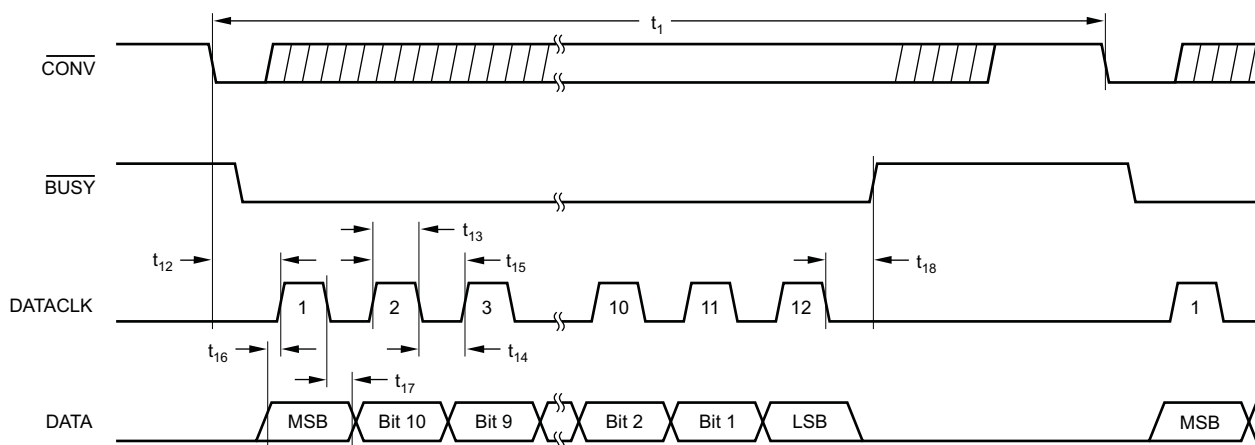 t1
CONV
BUSY
t13
t12
t15
t18
DATACLK
1 2 3 10 11 12 1
t16
t14
t17
DATA
MSB Bit 10 Bit 9 Bit 2 Bit 1 LSB MSB